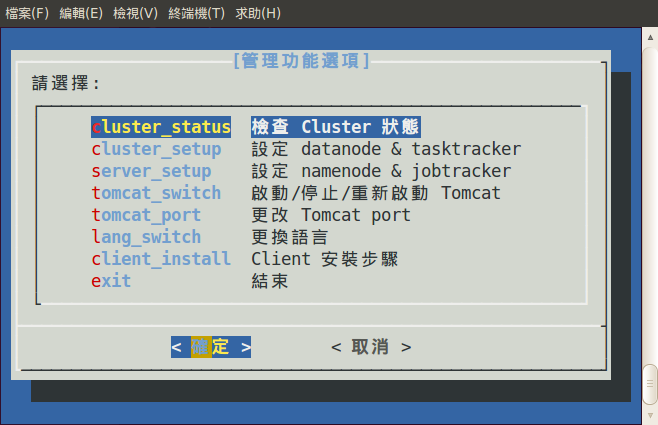 檔案(F) 編輯(E) 檢視(V) 終端機(T) 求助(H)
[管理功能選項]
請選擇:
cluster_status 檢查 Cluster 狀態
cluster_setup 設定 datanode & tasktracker
server_setup 設定 namenode & jobtracker
tomcat_switch 啟動/停止/重新啟動 Tomcat
tomcat_port 更改 Tomcat port
lang_switch 更換語言
client_install Client 安裝步驟
exit 結束
< 確定 > < 取消 >